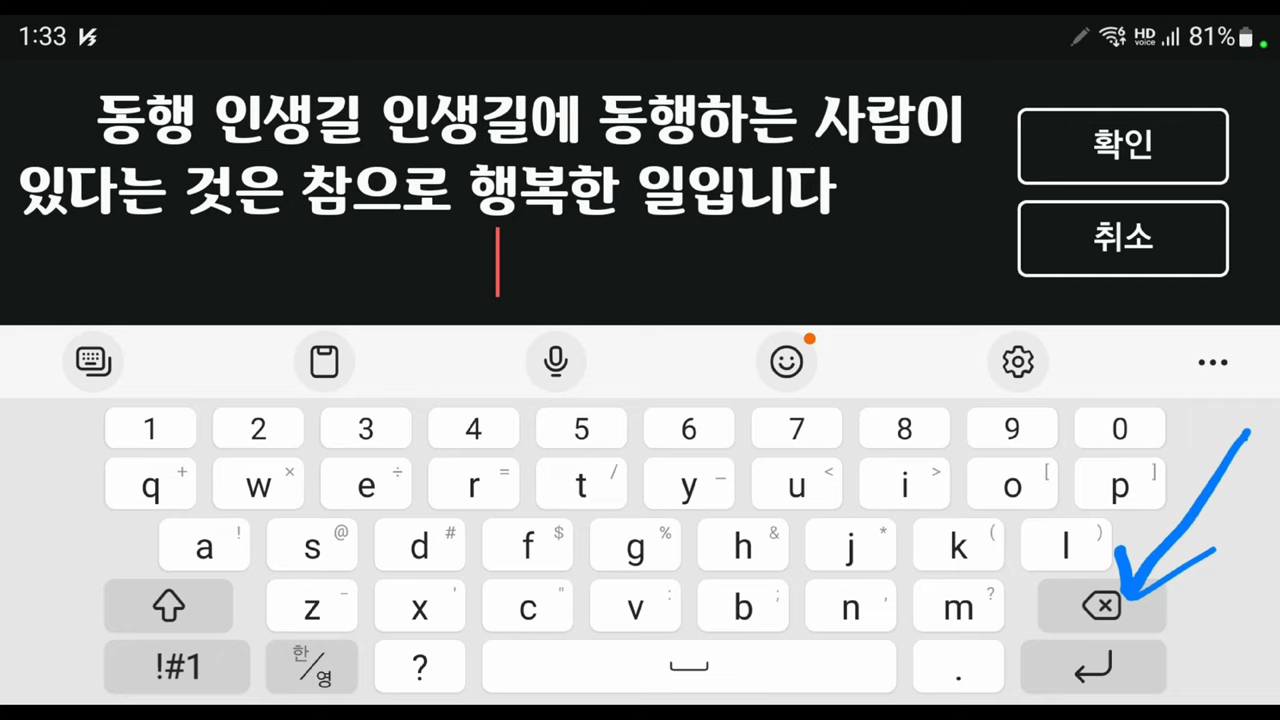 1:33
HD voice 81%
동행 인생길 인생길에 동행하는 사람이
있다는 것은 참으로 행복한 일입니다
확인
취소
1 2 3 4 5 6 7 8 9 0
q + w × e ÷ r = t / y _ u < i > o [ p ]
a ! s @ d # f $ g % h & j * k ( l )
z - x ' c " v : b ; n , m ?
!#1 한/영 ? .